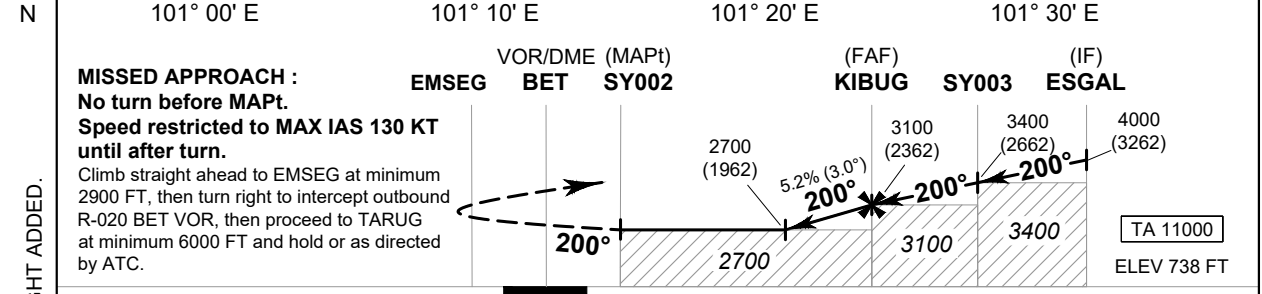 N
101° 00' E
101° 10' E
101° 20' E
101° 30' E
MISSED APPROACH :
No turn before MAPt.
Speed restricted to MAX IAS 130 KT
until after turn.
Climb straight ahead to EMSEG at minimum
2900 FT, then turn right to intercept outbound
R-020 BET VOR, then proceed to TARUG
at minimum 6000 FT and hold or as directed
by ATC.
EMSEG
VOR/DME
BET
(MAPt)
SY002
(FAF)
KIBUG
SY003
(IF)
ESGAL
2700
(1962)
3100
(2362)
3400
(2662)
4000
(3262)
5.2% (3.0°)
200°
200°
200°
200°
2700
3100
3400
TA 11000
ELEV 738 FT
GHT ADDED.